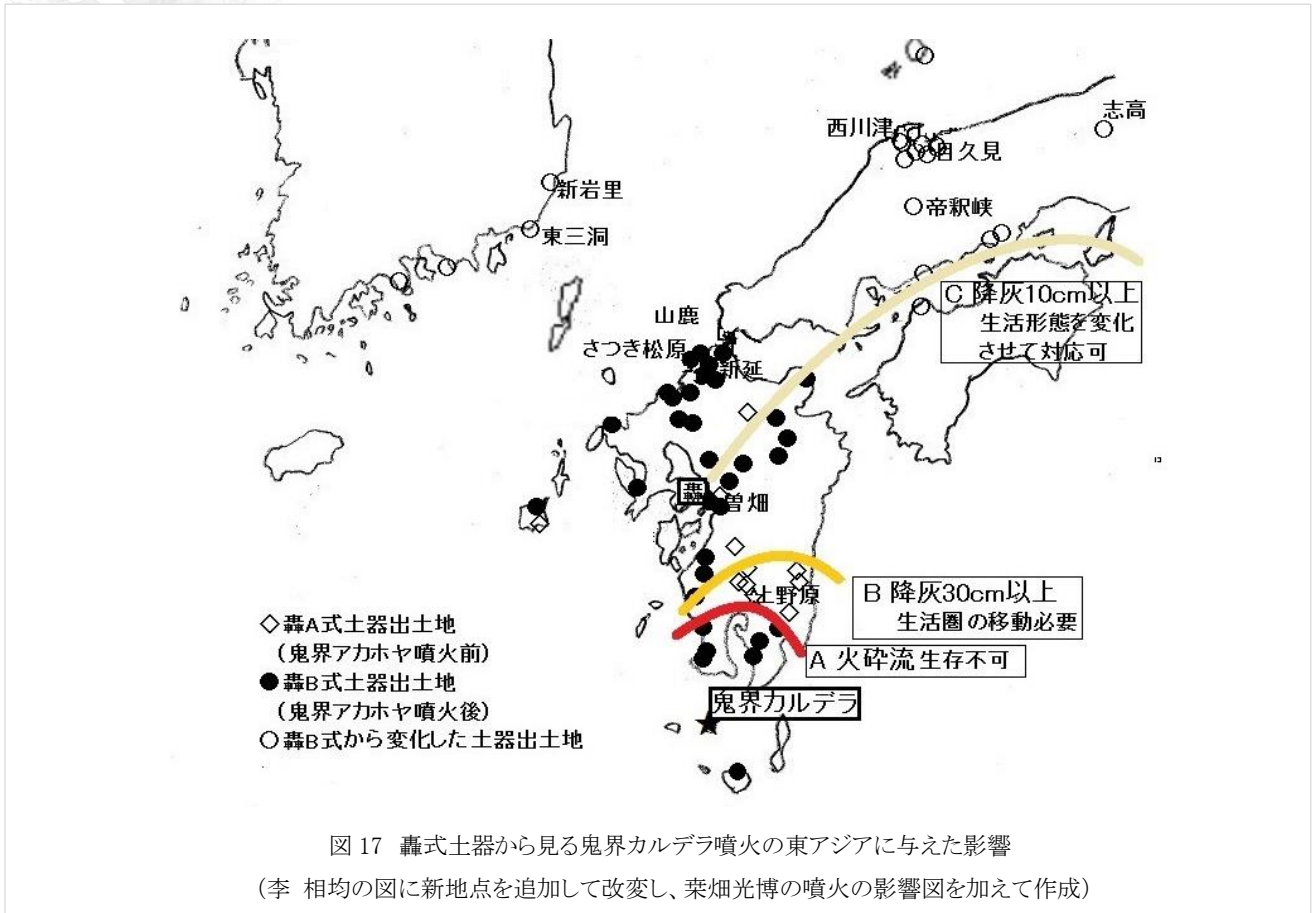 志高
西川津
目久見
新岩里
帝釈峡
東三洞
C 降灰10cm以上
生活形態を変化
させて対応可
山鹿
さつき松原
新延
轟
曽畑
上野原
B 降灰30cm以上
生活圏の移動必要
A 火砕流 生存不可
鬼界カルデラ
◇轟A式土器出土地
(鬼界アカホヤ噴火前)
●轟B式土器出土地
(鬼界アカホヤ噴火後)
○轟B式から変化した土器出土地
13
図 17 轟式土器から見る鬼界カルデラ噴火の東アジアに与えた影響
(李 相均の図に新地点を追加して改変し、桒畑光博の噴火の影響図を加えて作成)